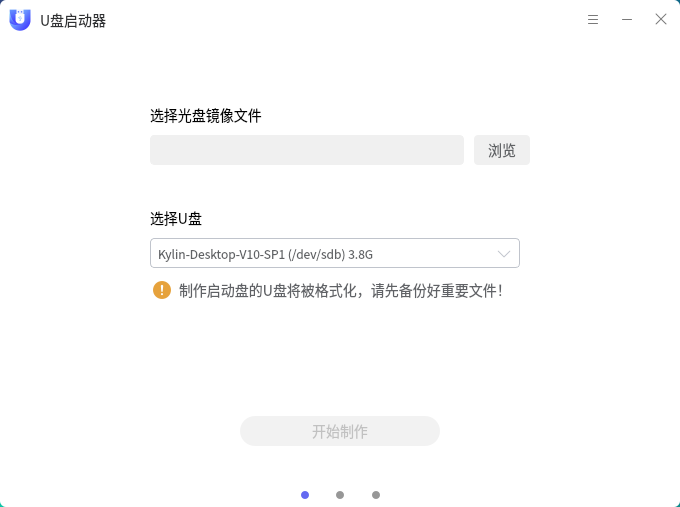 U盘启动器
选择光盘镜像文件
浏览
选择U盘
Kylin-Desktop-V10-SP1 (/dev/sdb) 3.8G
! 制作启动盘的U盘将被格式化，请先备份好重要文件！
开始制作